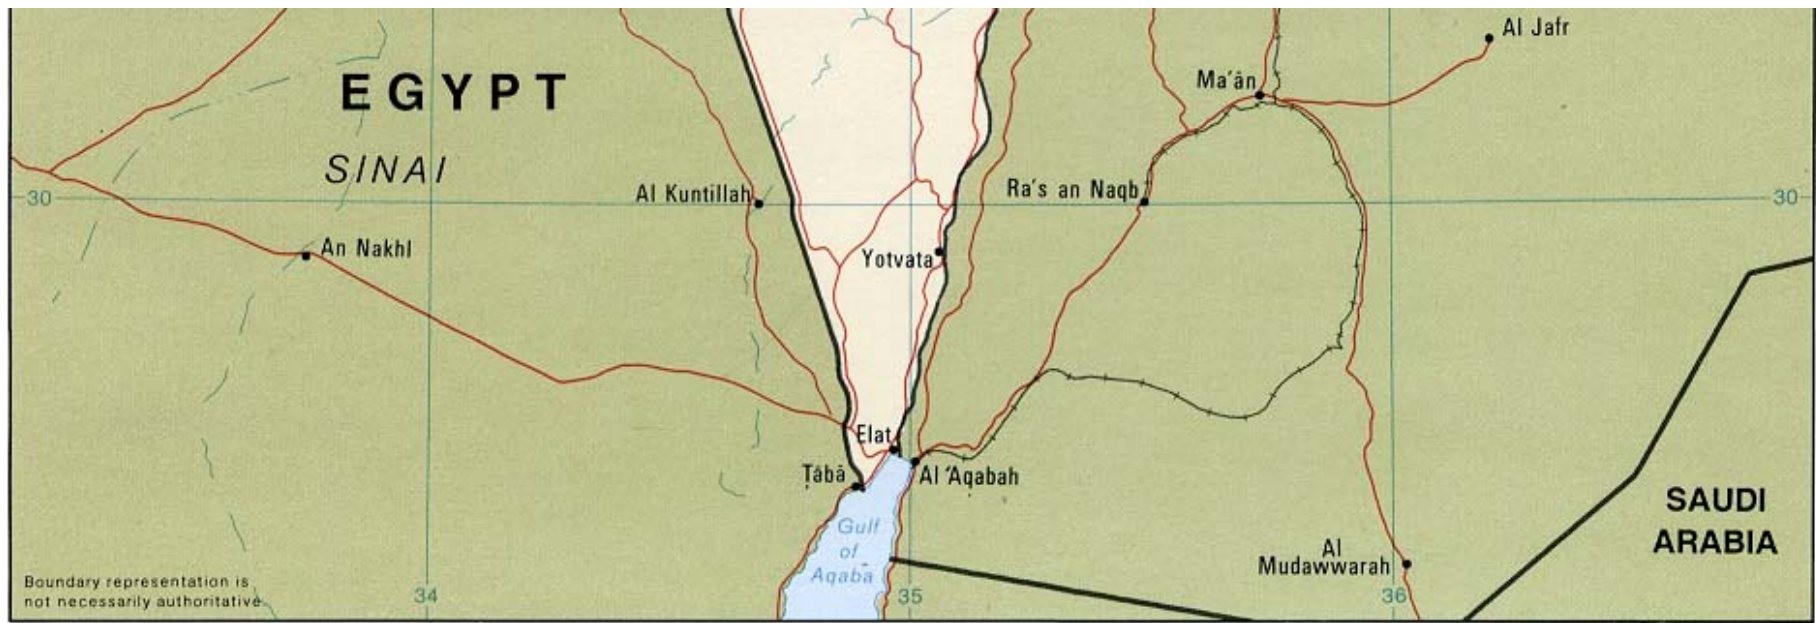 Al Jafr
EGYPT
Ma'ān
SINAI
30
Al Kuntillah
Ra's an Naqb
30
An Nakhl
Yotvata
Elat
Ṭābā
Al 'Aqabah
SAUDI
ARABIA
Gulf
of
Aqaba
Al
Mudawwarah
Boundary representation is
not necessarily authoritative.
34
35
36